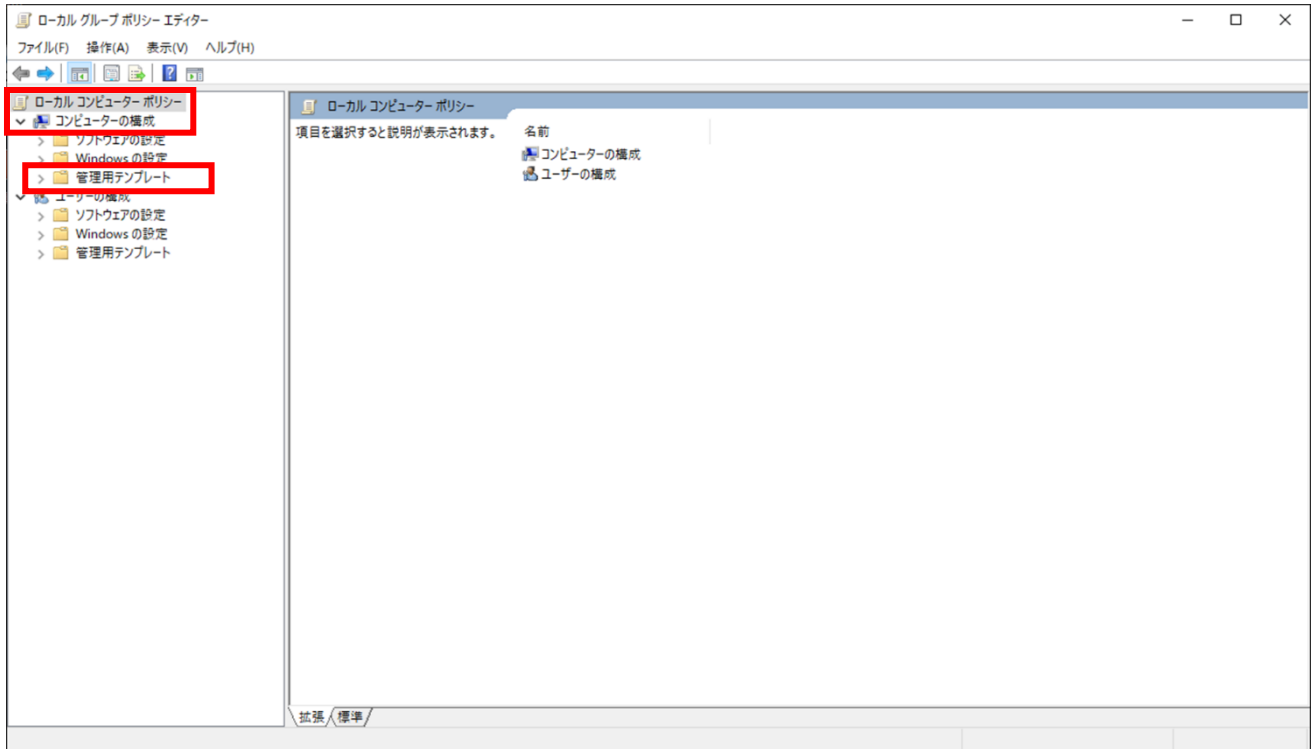 ローカル グループ ポリシー エディター
ファイル(F) 操作(A) 表示(V) ヘルプ(H)
ローカル コンピューター ポリシー
コンピューターの構成
ソフトウェアの設定
Windows の設定
管理用テンプレート
ユーザーの構成
ソフトウェアの設定
Windows の設定
管理用テンプレート
ローカル コンピューター ポリシー
項目を選択すると説明が表示されます。
名前
コンピューターの構成
ユーザーの構成
拡張 標準